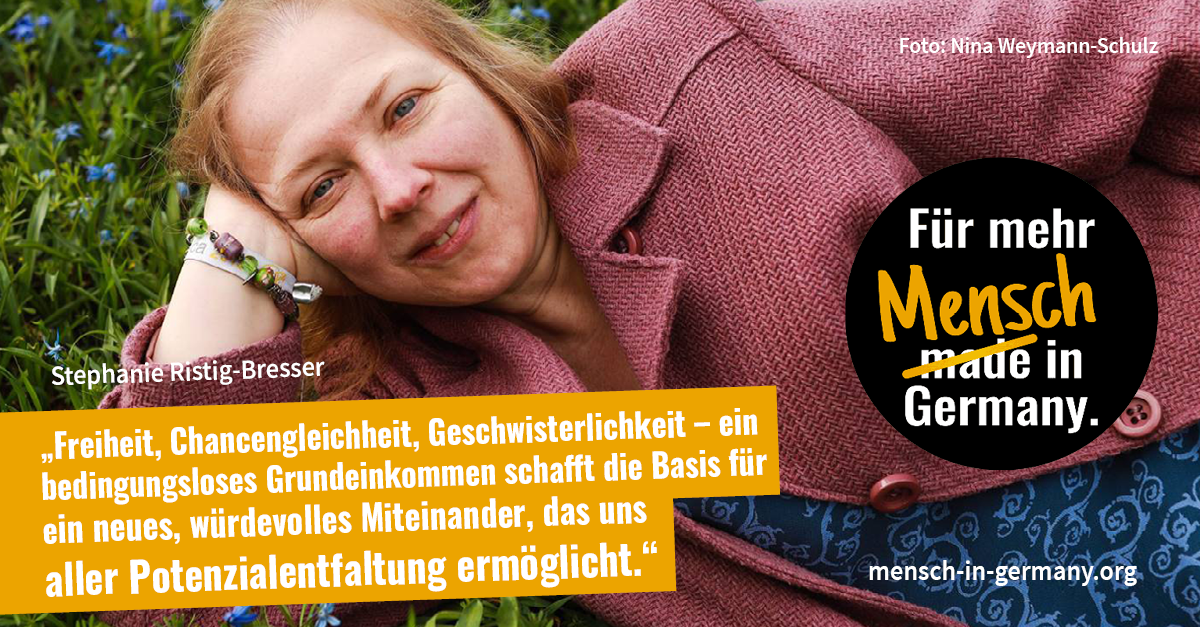 Foto: Nina Weymann-Schulz
Für mehr
Mensch
made in
Germany.
Stephanie Ristig-Bresser
„Freiheit, Chancengleichheit, Geschwisterlichkeit – ein
bedingungsloses Grundeinkommen schafft die Basis für
ein neues, würdevolles Miteinander, das uns
aller Potenzialentfaltung ermöglicht.“
mensch-in-germany.org